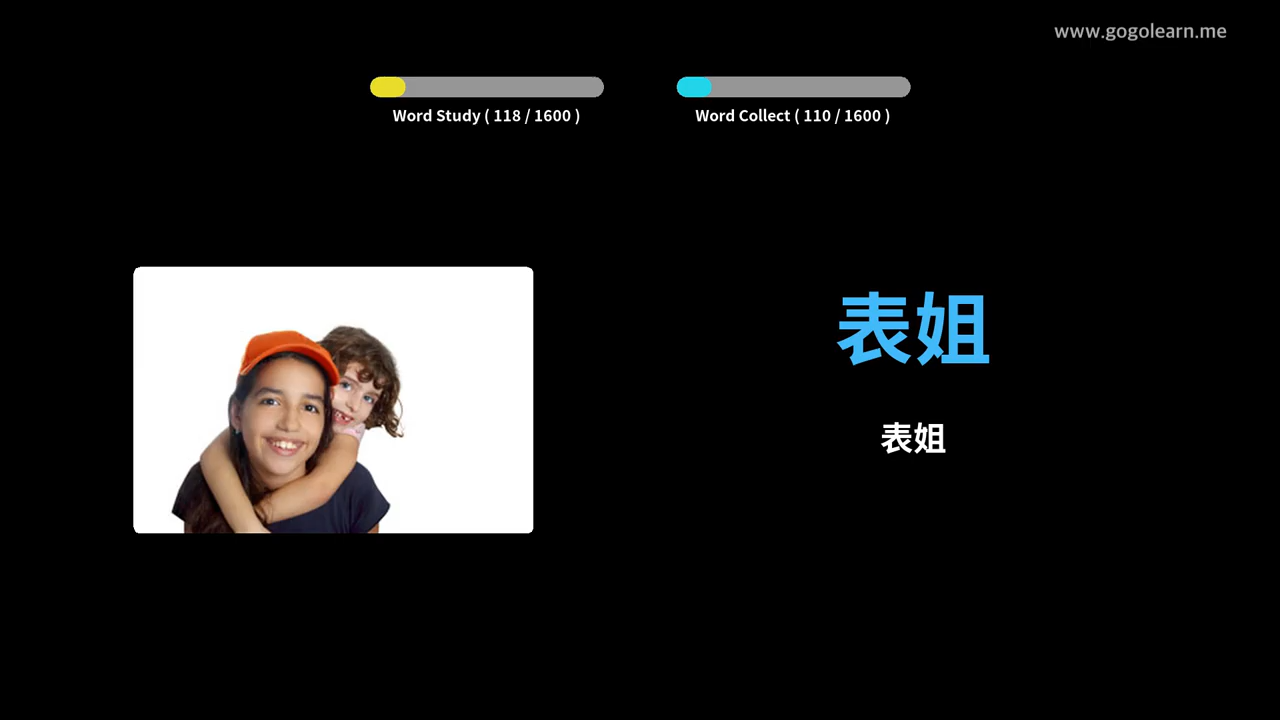 www.gogolearn.me
Word Study ( 118 / 1600 )
Word Collect ( 110 / 1600 )
表姐
表姐